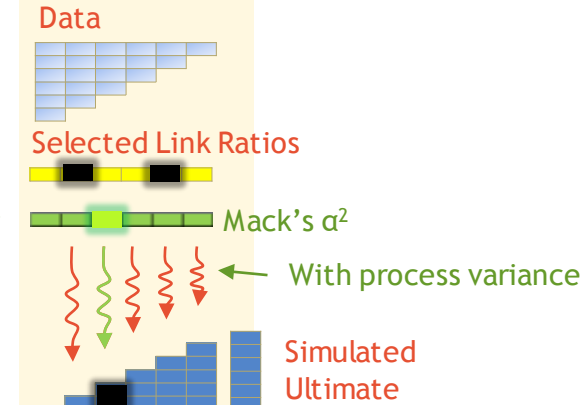 Data
Selected Link Ratios
Mack's α²
With process variance
Simulated
Ultimate